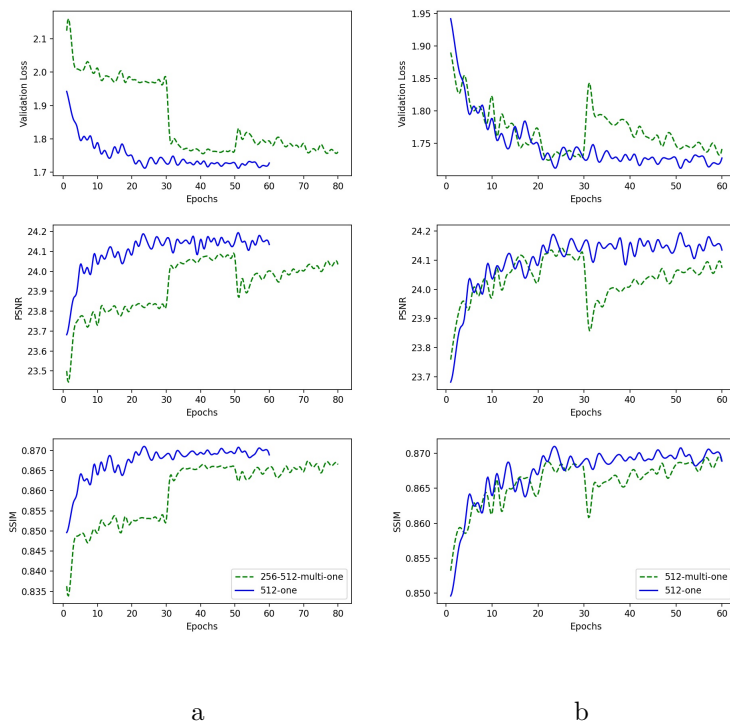 2.1
2.0
1.9
1.8
1.7
Validation Loss
0 10 20 30 40 50 60 70 80
Epochs
1.95
1.90
1.85
1.80
1.75
Validation Loss
0 10 20 30 40 50 60
Epochs
24.2
24.1
24.0
23.9
23.8
23.7
23.6
23.5
PSNR
0 10 20 30 40 50 60 70 80
Epochs
24.2
24.1
24.0
23.9
23.8
23.7
PSNR
0 10 20 30 40 50 60
Epochs
0.870
0.865
0.860
0.855
0.850
0.845
0.840
0.835
SSIM
256-512-multi-one
512-one
0 10 20 30 40 50 60 70 80
Epochs
0.870
0.865
0.860
0.855
0.850
SSIM
512-multi-one
512-one
0 10 20 30 40 50 60
Epochs
a
b